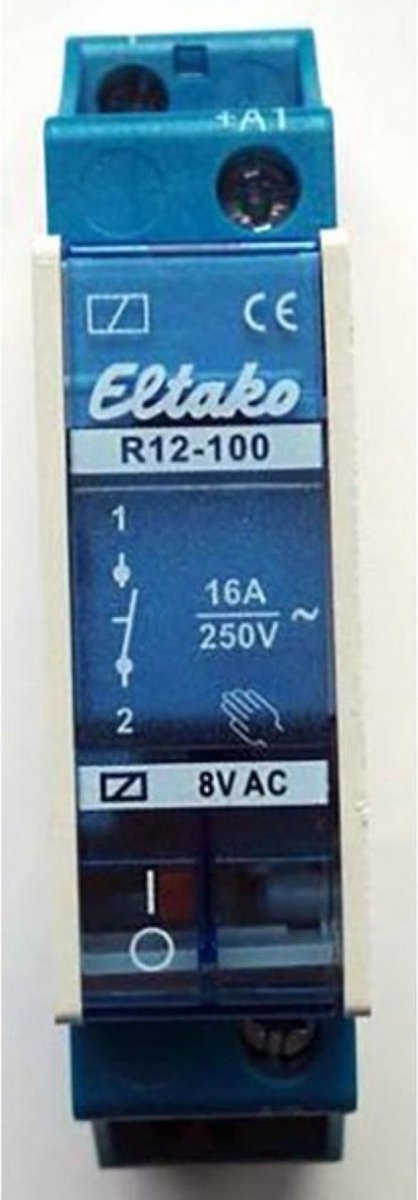 +A1
CE
Eltako
R12-100
1
16A
250V ~
2
8V AC